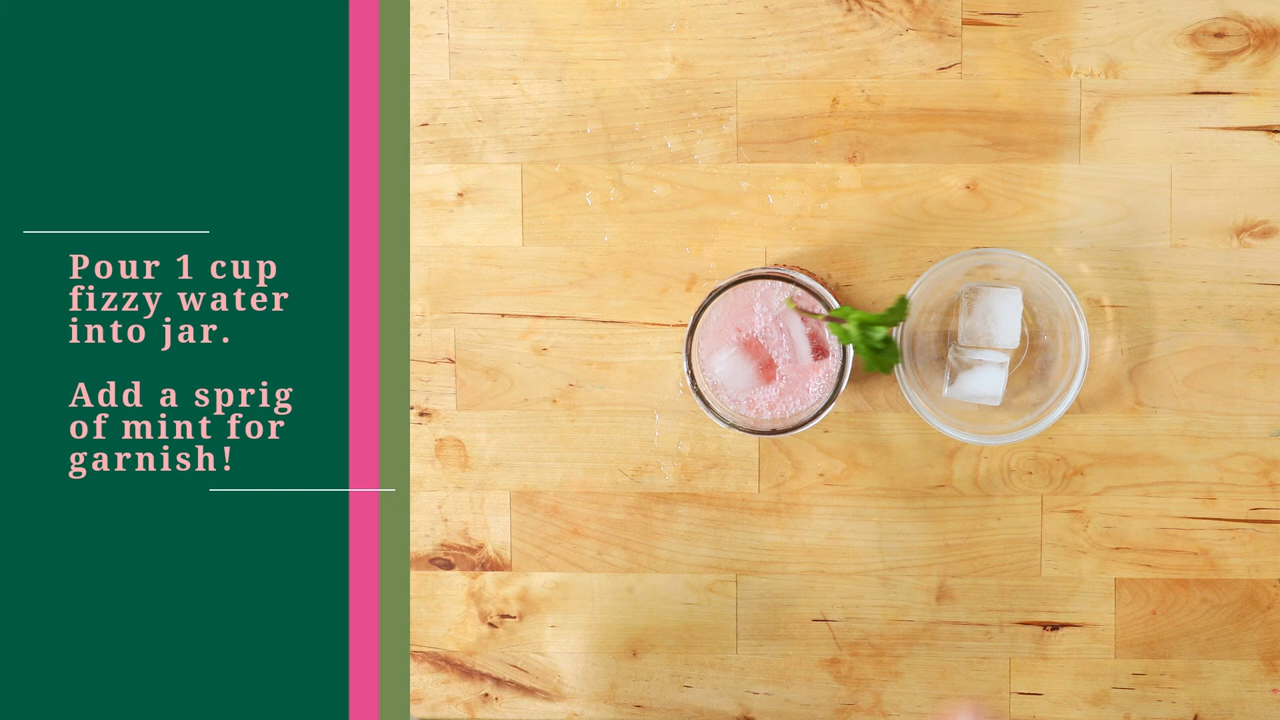 Pour 1 cup
fizzy water
into jar.
Add a sprig
of mint for
garnish!